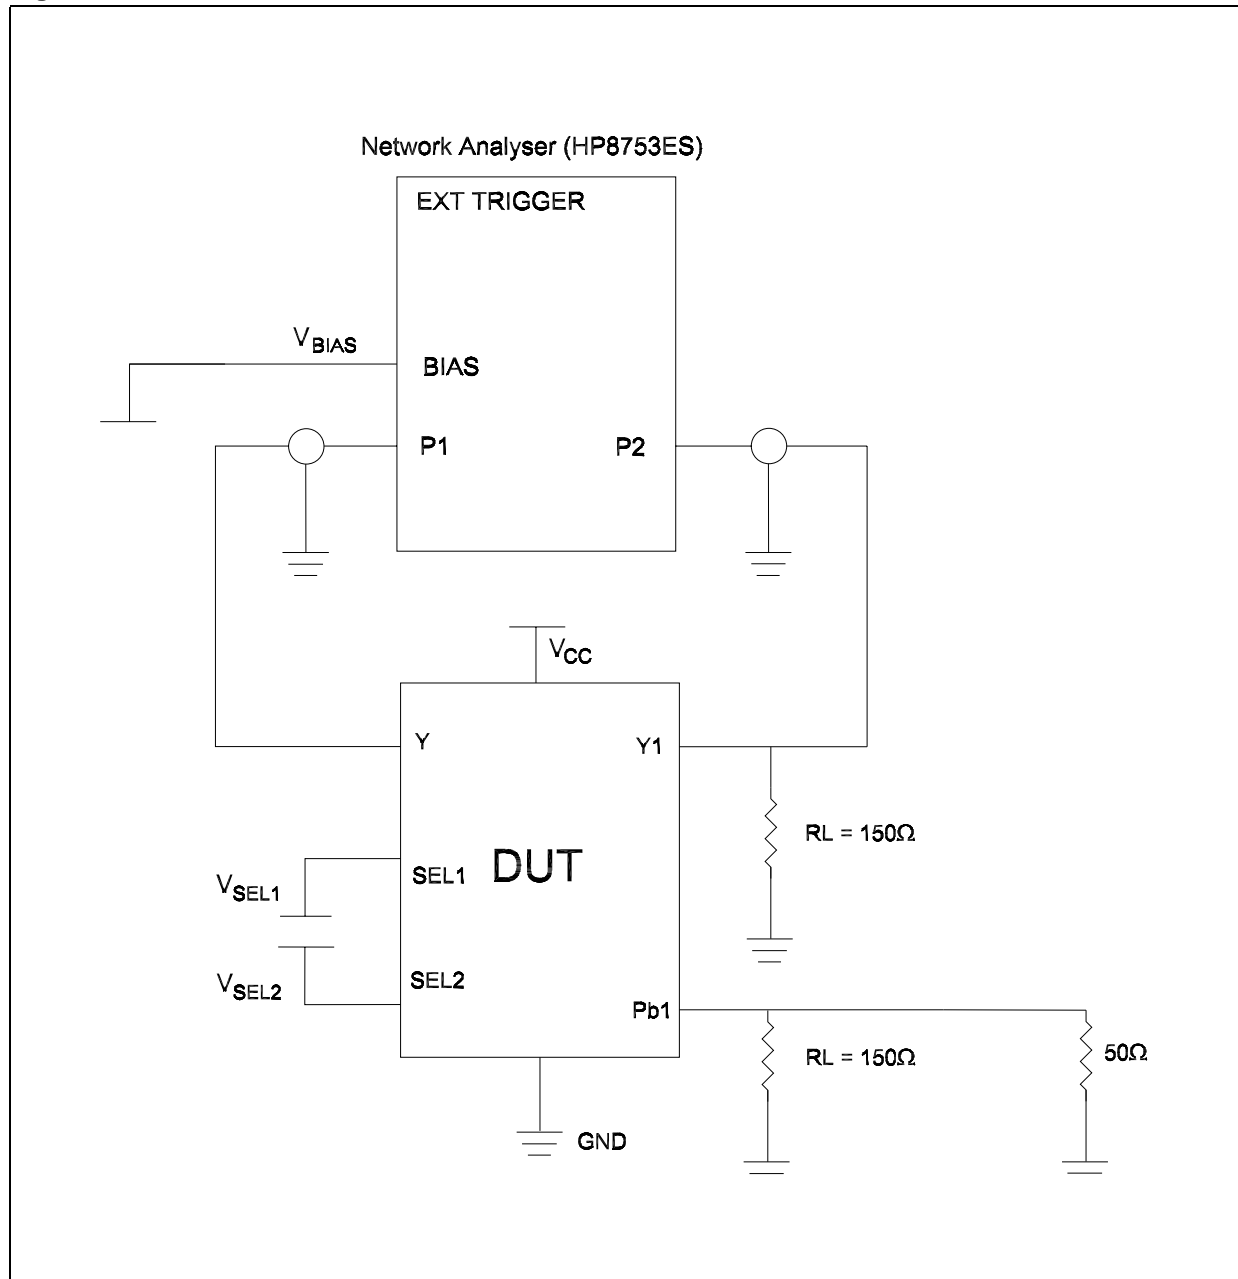 Network Analyser (HP8753ES)
EXT TRIGGER
VBIAS
BIAS
P1
P2
VCC
Y
Y1
RL = 150Ω
DUT
SEL1
VSEL1
SEL2
VSEL2
Pb1
RL = 150Ω
50Ω
GND